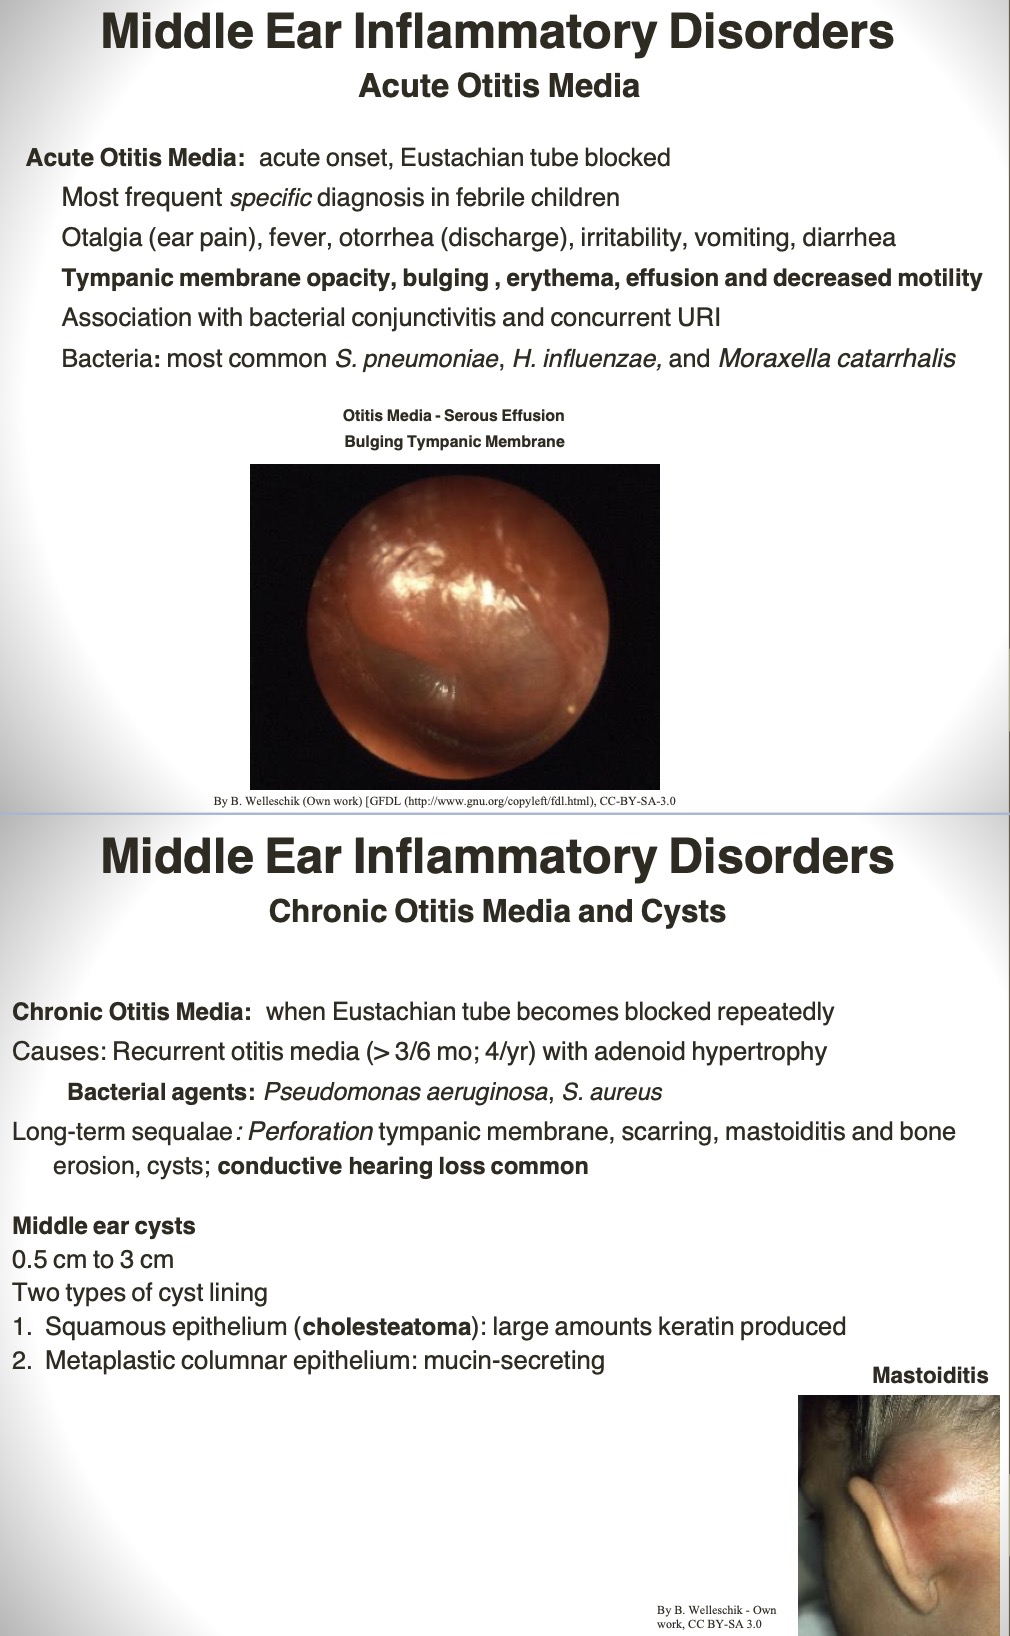 Middle Ear Inflammatory Disorders
Acute Otitis Media
Acute Otitis Media: acute onset, Eustachian tube blocked
Most frequent specific diagnosis in febrile children
Otalgia (ear pain), fever, otorrhea (discharge), irritability, vomiting, diarrhea
Tympanic membrane opacity, bulging , erythema, effusion and decreased motility
Association with bacterial conjunctivitis and concurrent URI
Bacteria: most common S. pneumoniae, H. influenzae, and Moraxella catarrhalis
Otitis Media - Serous Effusion
Bulging Tympanic Membrane
By B. Welleschik (Own work) [GFDL (http://www.gnu.org/copyleft/fdl.html), CC-BY-SA-3.0
Middle Ear Inflammatory Disorders
Chronic Otitis Media and Cysts
Chronic Otitis Media: when Eustachian tube becomes blocked repeatedly
Causes: Recurrent otitis media (> 3/6 mo; 4/yr) with adenoid hypertrophy
Bacterial agents: Pseudomonas aeruginosa, S. aureus
Long-term sequalae: Perforation tympanic membrane, scarring, mastoiditis and bone
erosion, cysts; conductive hearing loss common
Middle ear cysts
0.5 cm to 3 cm
Two types of cyst lining
1. Squamous epithelium (cholesteatoma): large amounts keratin produced
2. Metaplastic columnar epithelium: mucin-secreting
Mastoiditis
By B. Welleschik - Own
work, CC BY-SA 3.0